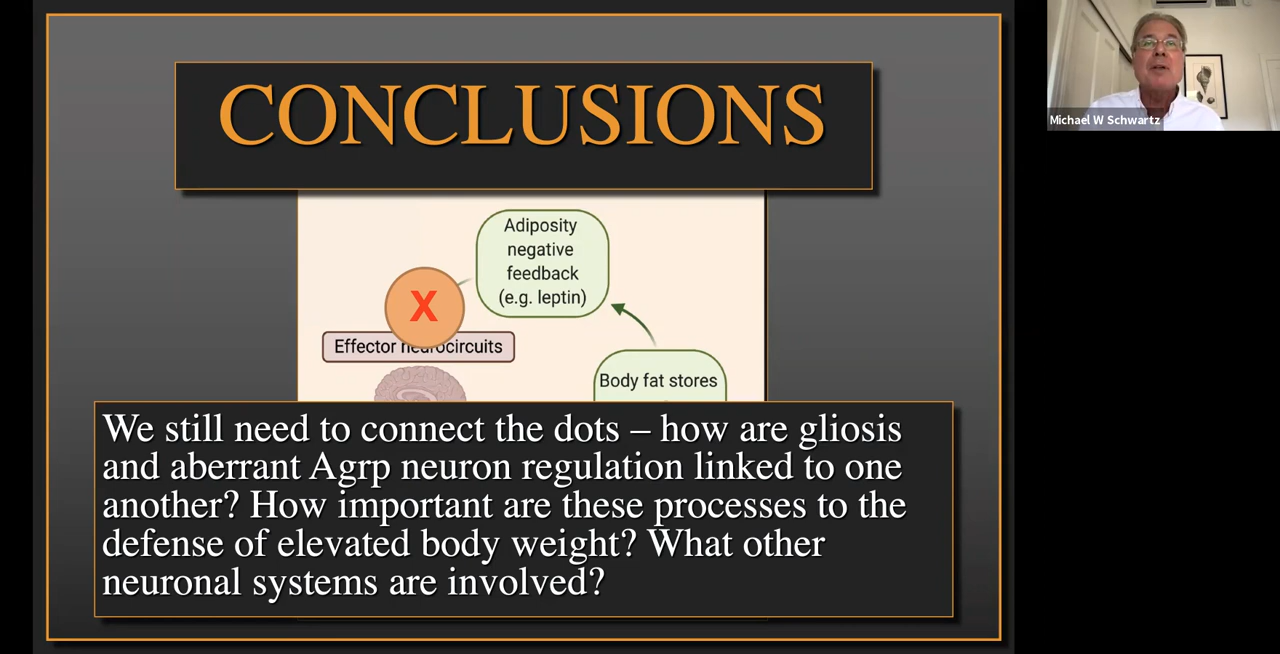 CONCLUSIONS
Michael W Schwartz
Adiposity
negative
feedback
(e.g. leptin)
X
Effector neurocircuits
Body fat stores
We still need to connect the dots – how are gliosis
and aberrant Agrp neuron regulation linked to one
another? How important are these processes to the
defense of elevated body weight? What other
neuronal systems are involved?